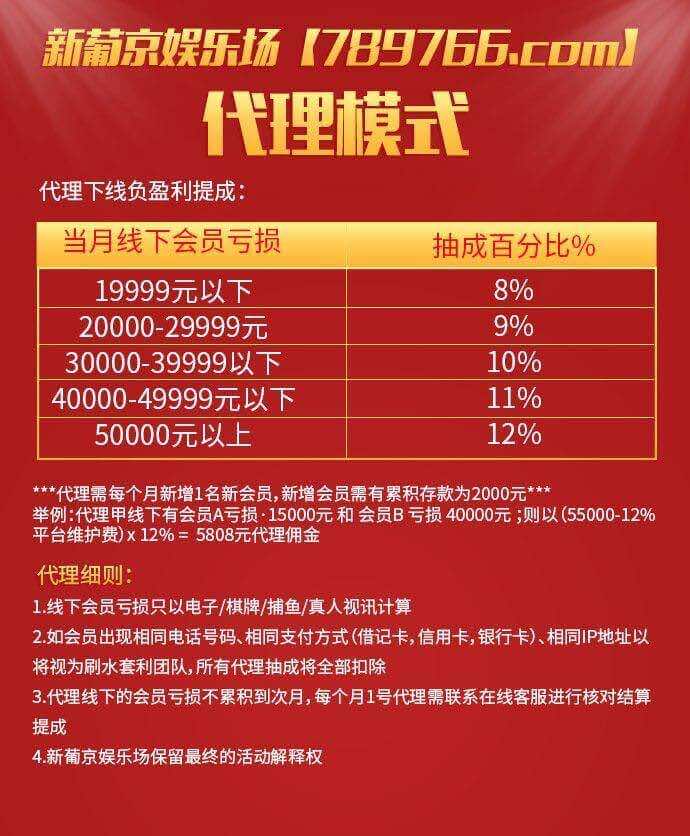 新葡京娱乐场【789766.com】
代理模式
代理下线负盈利提成：
当月线下会员亏损 抽成百分比%
19999元以下 8%
20000-29999元 9%
30000-39999以下 10%
40000-49999元以下 11%
50000元以上 12%
***代理需每个月新增1名新会员,新增会员需有累积存款为2000元***
举例:代理甲线下有会员A亏损·15000元 和 会员B 亏损 40000元 ;则以(55000-12%
平台维护费)x 12% = 5808元代理佣金
代理细则：
1.线下会员亏损只以电子/棋牌/捕鱼/真人视讯计算
2.如会员出现相同电话号码、相同支付方式(借记卡,信用卡,银行卡)、相同IP地址以
将视为刷水套利团队,所有代理抽成将全部扣除
3.代理线下的会员亏损不累积到次月,每个月1号代理需联系在线客服进行核对结算
提成
4.新葡京娱乐场保留最终的活动解释权